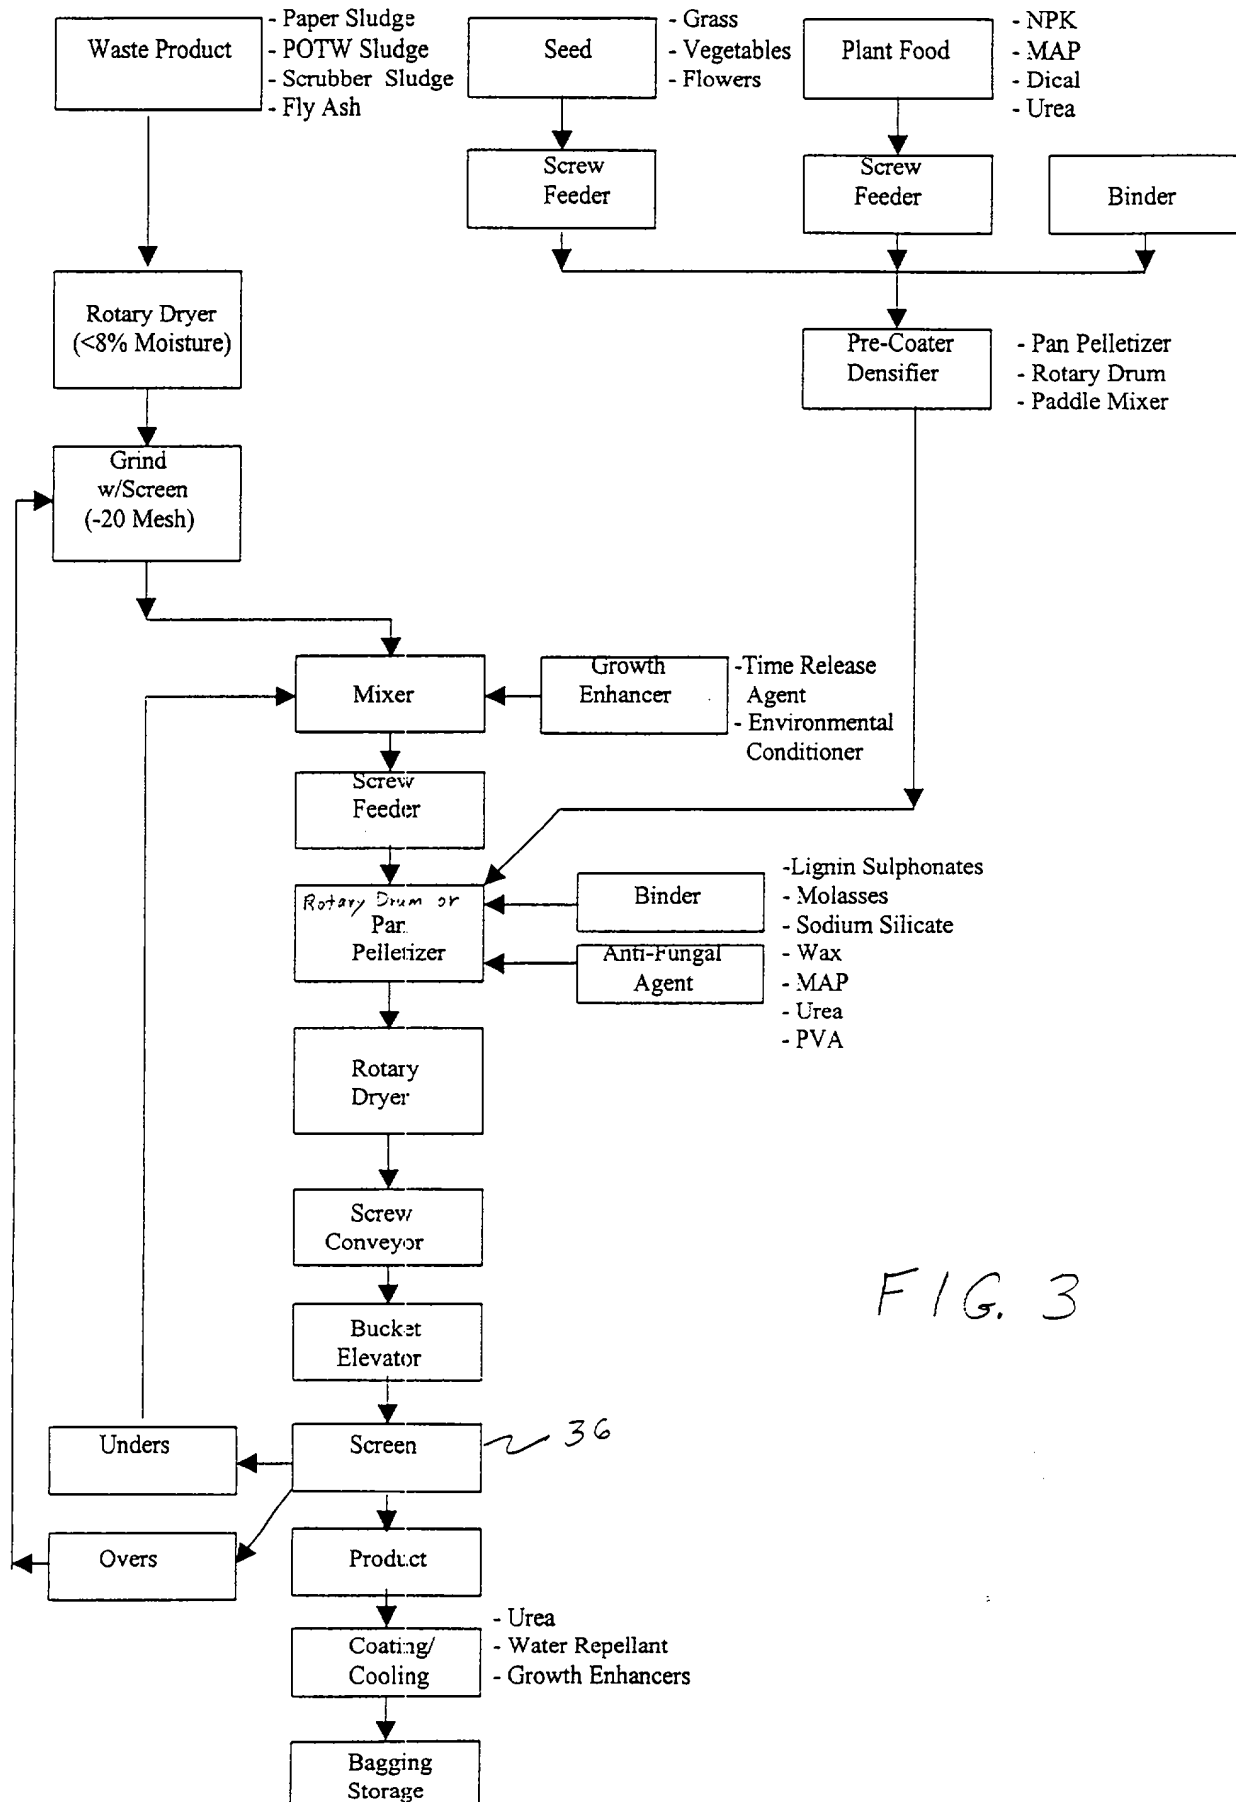 Waste Product
- Paper Sludge
- POTW Sludge
- Scrubber Sludge
- Fly Ash
Seed
- Grass
- Vegetables
- Flowers
Plant Food
- NPK
- MAP
- Dical
- Urea
Screw
Feeder
Screw
Feeder
Binder
Rotary Dryer
(<8% Moisture)
Pre-Coater
Densifier
- Pan Pelletizer
- Rotary Drum
- Paddle Mixer
Grind
w/Screen
(-20 Mesh)
Mixer
Growth
Enhancer
-Time Release
Agent
- Environmental
Conditioner
Screw
Feeder
Rotary Drum or
Pan
Pelletizer
Binder
Anti-Fungal
Agent
-Lignin Sulphonates
- Molasses
- Sodium Silicate
- Wax
- MAP
- Urea
- PVA
Rotary
Dryer
Screw
Conveyor
FIG. 3
Bucket
Elevator
Unders
Screen
36
Overs
Product
Coating/
Cooling
- Urea
- Water Repellant
- Growth Enhancers
Bagging
Storage